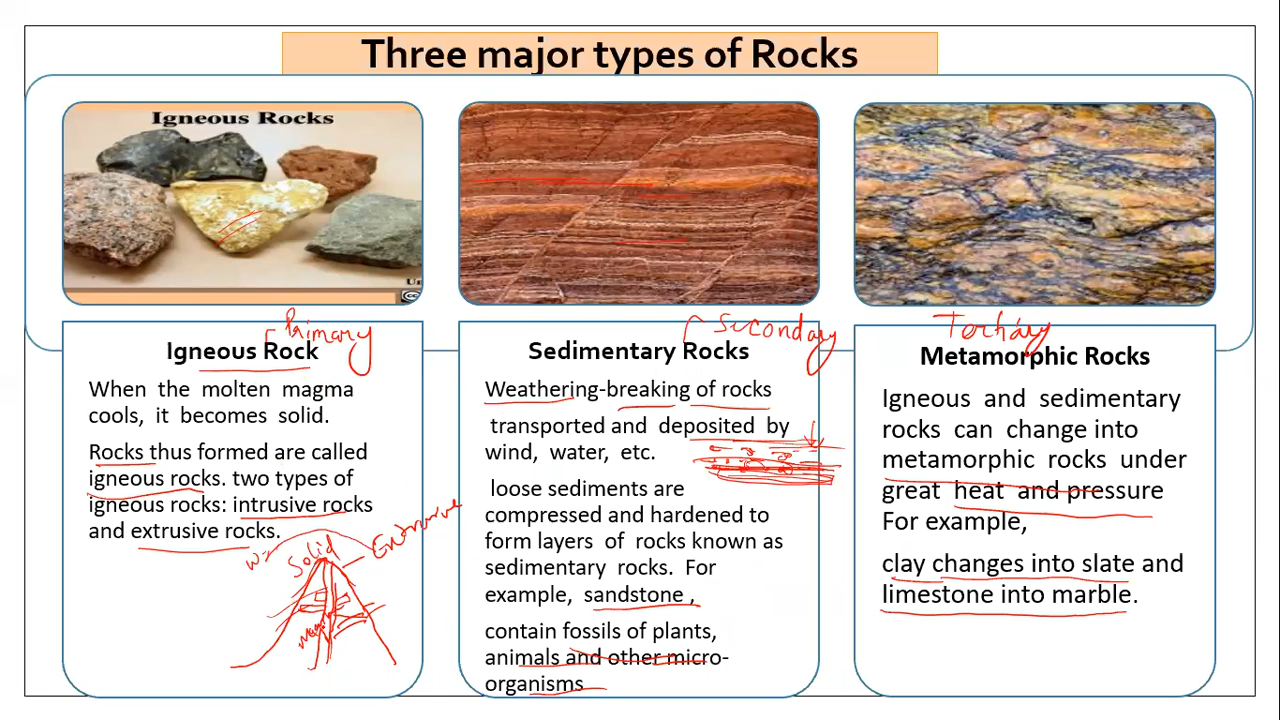 Three major types of Rocks
Igneous Rocks
Primary
Igneous Rock
When the molten magma
cools, it becomes solid.
Rocks thus formed are called
igneous rocks. two types of
igneous rocks: intrusive rocks
and extrusive rocks.
Solid
Extrusive
Secondary
Sedimentary Rocks
Weathering-breaking of rocks
transported and deposited by
wind, water, etc.
loose sediments are
compressed and hardened to
form layers of rocks known as
sedimentary rocks. For
example, sandstone ,
contain fossils of plants,
animals and other micro-
organisms
Metamorphic Rocks
Igneous and sedimentary
rocks can change into
metamorphic rocks under
great heat and pressure
For example,
clay changes into slate and
limestone into marble.